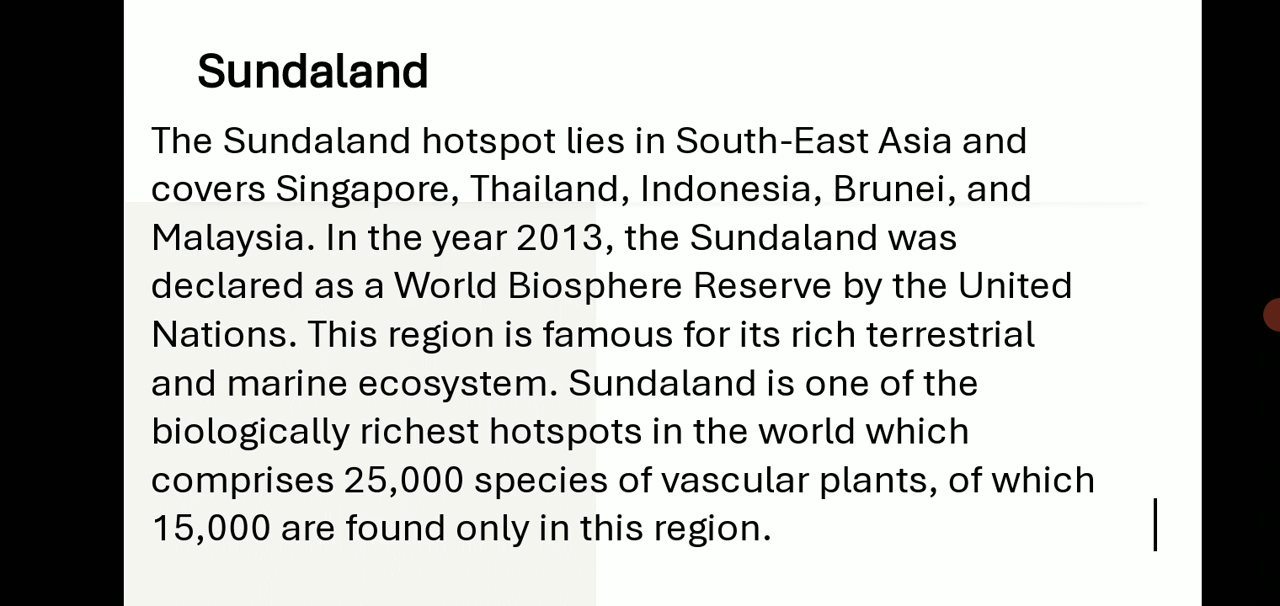 Sundaland
The Sundaland hotspot lies in South-East Asia and
covers Singapore, Thailand, Indonesia, Brunei, and
Malaysia. In the year 2013, the Sundaland was
declared as a World Biosphere Reserve by the United
Nations. This region is famous for its rich terrestrial
and marine ecosystem. Sundaland is one of the
biologically richest hotspots in the world which
comprises 25,000 species of vascular plants, of which
15,000 are found only in this region.